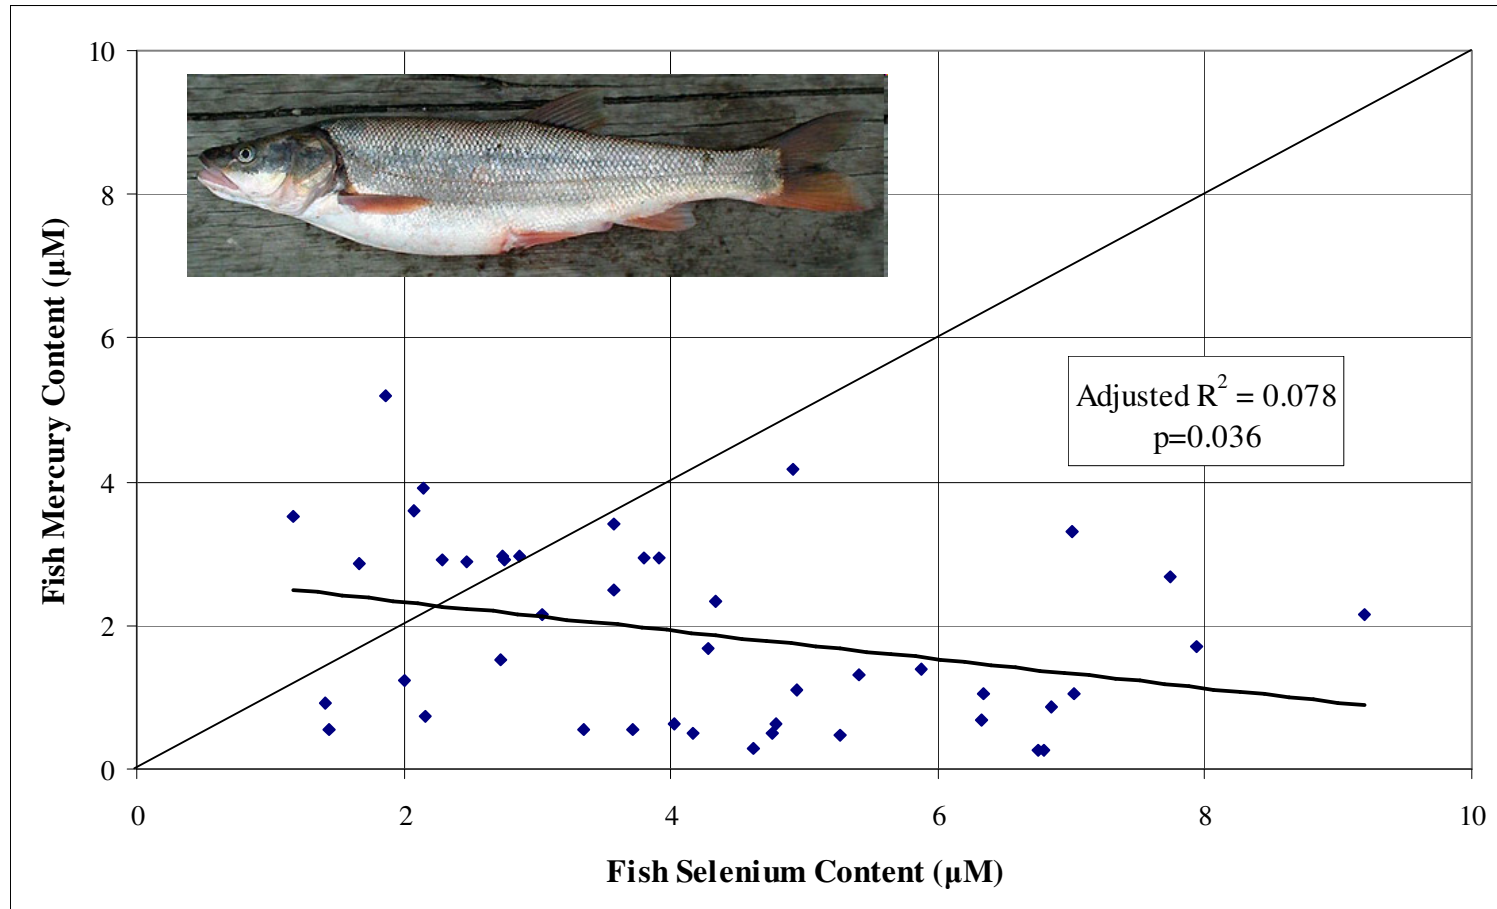 10
8
6
4
2
0
Fish Mercury Content (µM)
Adjusted R² = 0.078
p=0.036
0 2 4 6 8 10
Fish Selenium Content (µM)